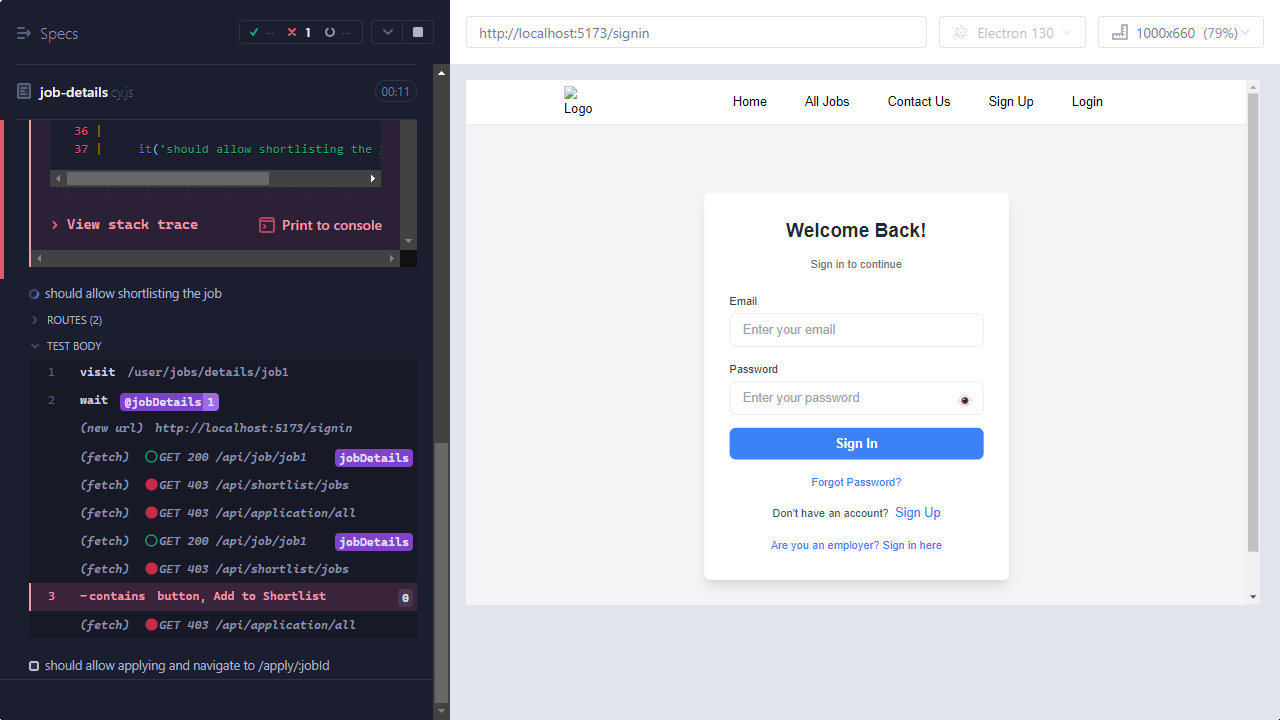 Specs
-- 1 --
http://localhost:5173/signin
Electron 130
1000x660 (79%)
job-details.cy.js
00:11
36 |
37 | it('should allow shortlisting the
View stack trace
Print to console
should allow shortlisting the job
ROUTES (2)
TEST BODY
1 visit /user/jobs/details/job1
2 wait @jobDetails 1
(new url) http://localhost:5173/signin
(fetch) GET 200 /api/job/job1 jobDetails
(fetch) GET 403 /api/shortlist/jobs
(fetch) GET 403 /api/application/all
(fetch) GET 200 /api/job/job1 jobDetails
(fetch) GET 403 /api/shortlist/jobs
3 -contains button, Add to Shortlist 0
(fetch) GET 403 /api/application/all
should allow applying and navigate to /apply/:jobId
Logo
Home
All Jobs
Contact Us
Sign Up
Login
Welcome Back!
Sign in to continue
Email
Enter your email
Password
Enter your password
Sign In
Forgot Password?
Don't have an account? Sign Up
Are you an employer? Sign in here